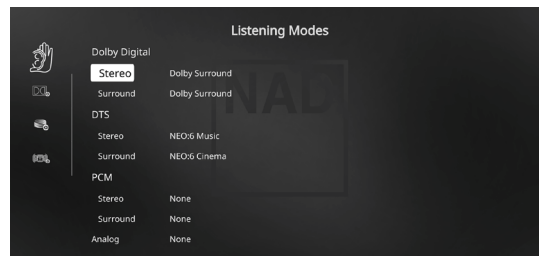 Listening Modes
Dolby Digital
Stereo Dolby Surround
Surround Dolby Surround
DTS
Stereo NEO:6 Music
Surround NEO:6 Cinema
PCM
Stereo None
Surround None
Analog None
NAD